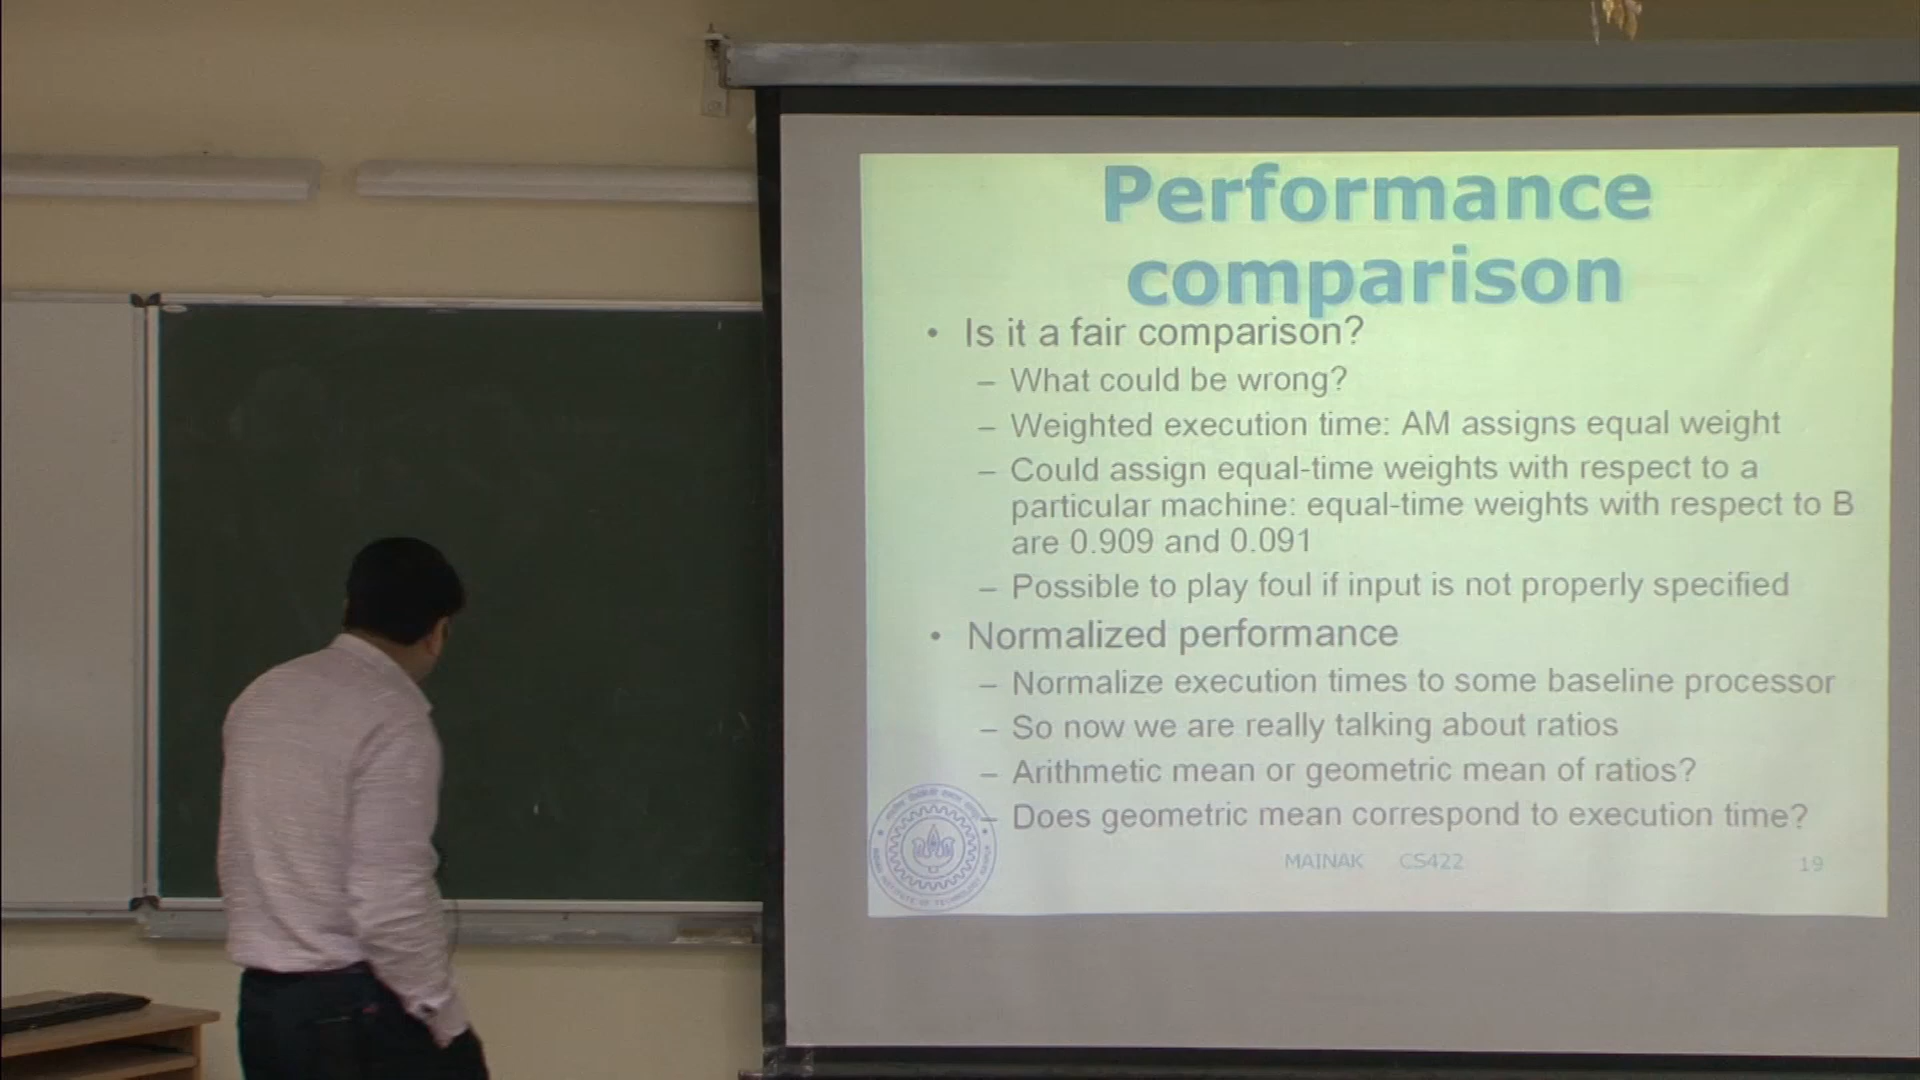 Performance
comparison
• Is it a fair comparison?
– What could be wrong?
– Weighted execution time: AM assigns equal weight
– Could assign equal-time weights with respect to a
particular machine: equal-time weights with respect to B
are 0.909 and 0.091
– Possible to play foul if input is not properly specified
• Normalized performance
– Normalize execution times to some baseline processor
– So now we are really talking about ratios
– Arithmetic mean or geometric mean of ratios?
– Does geometric mean correspond to execution time?
MAINAK CS422
19